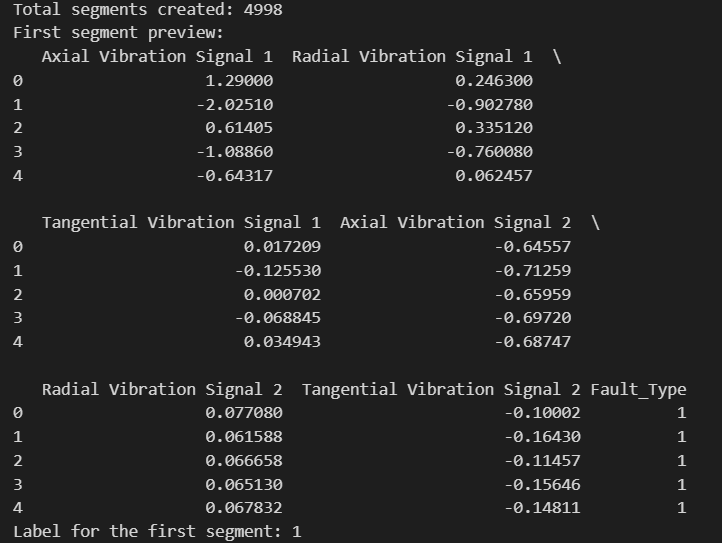 Total segments created: 4998
First segment preview:
   Axial Vibration Signal 1  Radial Vibration Signal 1  \
0                   1.29000                   0.246300
1                  -2.02510                  -0.902780
2                   0.61405                   0.335120
3                  -1.08860                  -0.760080
4                  -0.64317                   0.062457

   Tangential Vibration Signal 1  Axial Vibration Signal 2  \
0                       0.017209                  -0.64557
1                      -0.125530                  -0.71259
2                       0.000702                  -0.65959
3                      -0.068845                  -0.69720
4                       0.034943                  -0.68747

   Radial Vibration Signal 2  Tangential Vibration Signal 2 Fault_Type
0                   0.077080                       -0.10002          1
1                   0.061588                       -0.16430          1
2                   0.066658                       -0.11457          1
3                   0.065130                       -0.15646          1
4                   0.067832                       -0.14811          1
Label for the first segment: 1